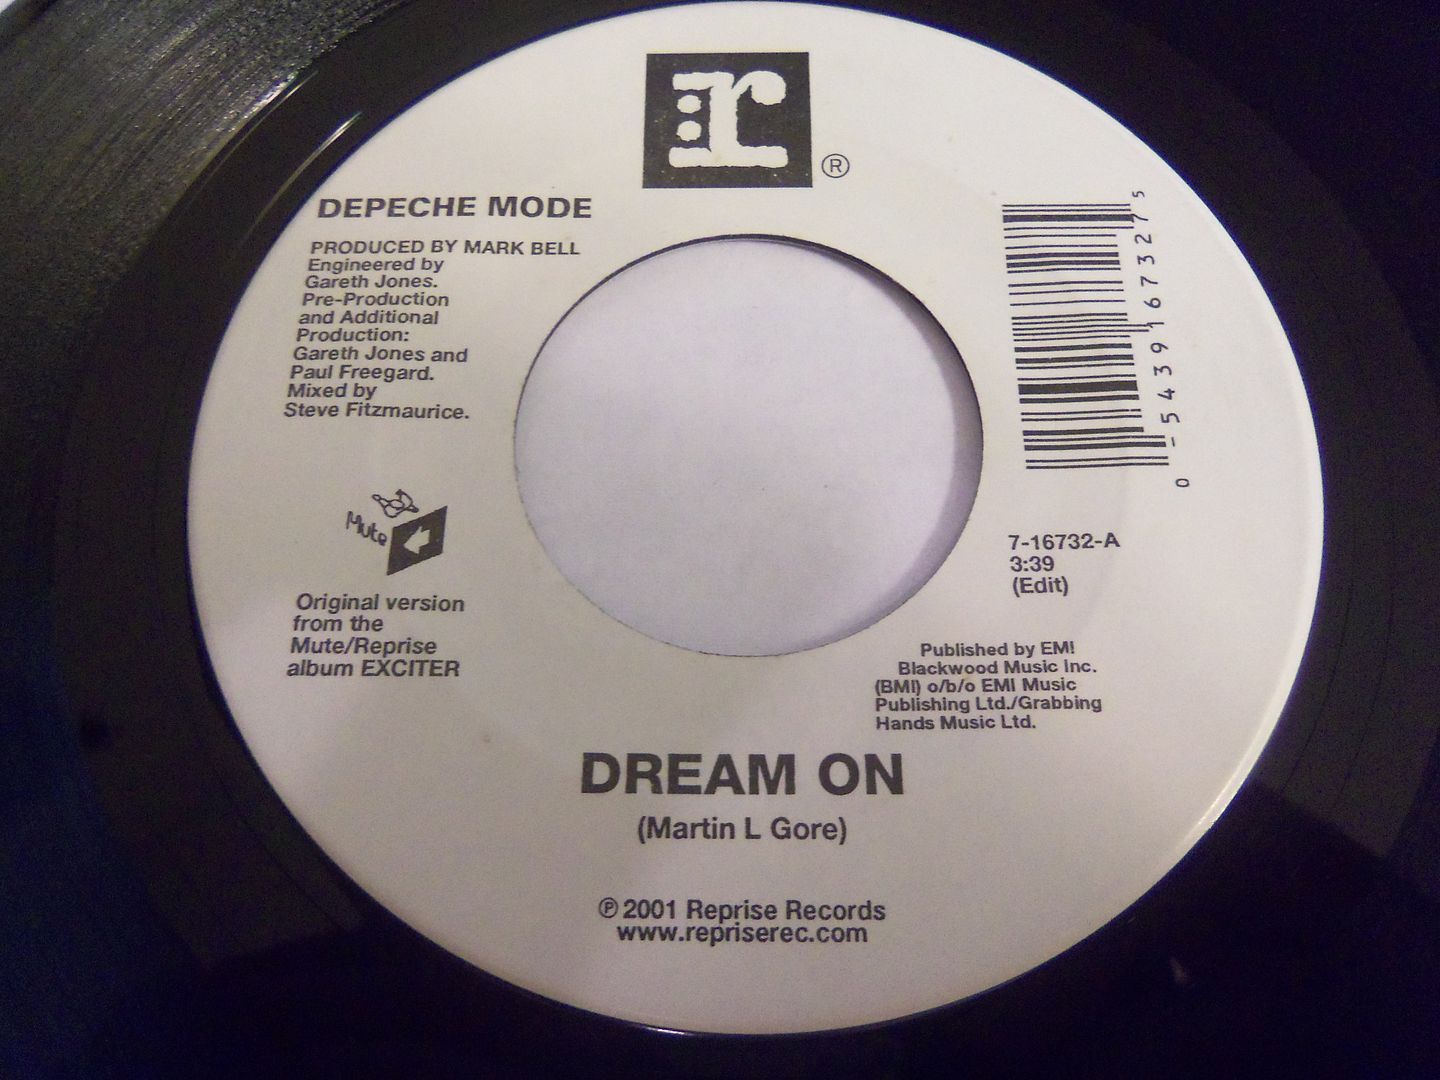 r
®
DEPECHE MODE
PRODUCED BY MARK BELL
Engineered by
Gareth Jones.
Pre-Production
and Additional
Production:
Gareth Jones and
Paul Freegard.
Mixed by
Steve Fitzmaurice.
Mute
Original version
from the
Mute/Reprise
album EXCITER
0 -54391 67327 5
7-16732-A
3:39
(Edit)
Published by EMI
Blackwood Music Inc.
(BMI) o/b/o EMI Music
Publishing Ltd./Grabbing
Hands Music Ltd.
DREAM ON
(Martin L Gore)
℗ 2001 Reprise Records
www.repriserec.com